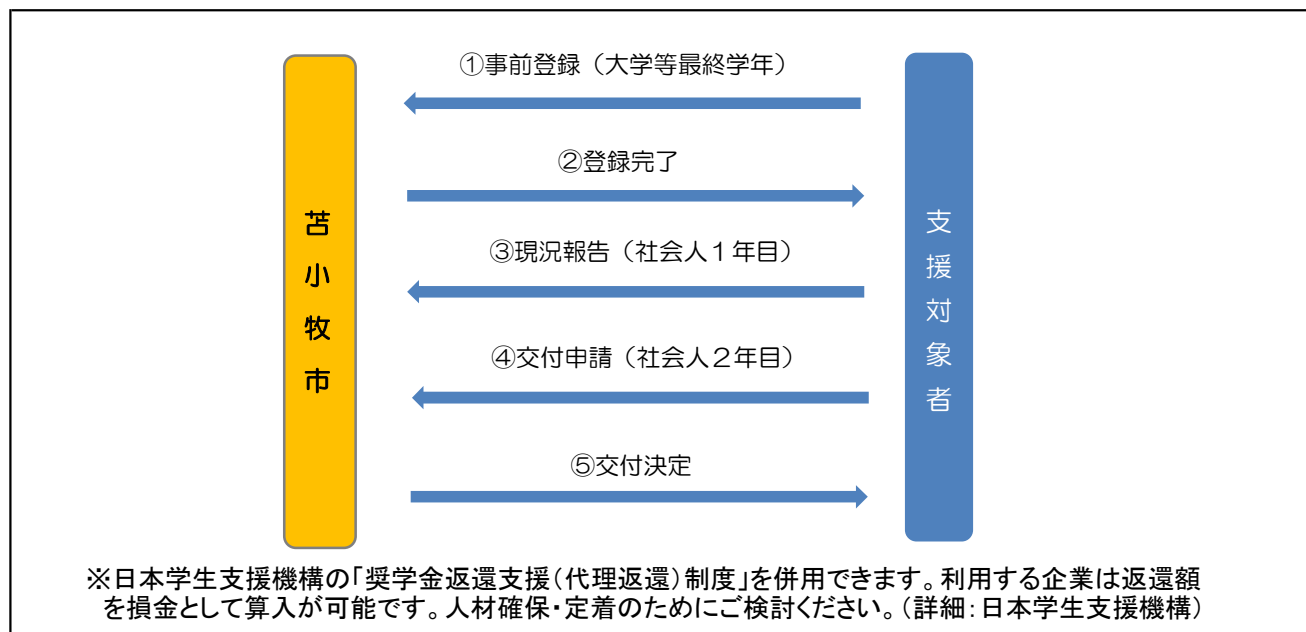 ①事前登録（大学等最終学年）
②登録完了
苫小牧市
支援対象者
③現況報告（社会人１年目）
④交付申請（社会人２年目）
⑤交付決定
※日本学生支援機構の「奨学金返還支援（代理返還）制度」を併用できます。利用する企業は返還額
を損金として算入が可能です。人材確保・定着のためにご検討ください。（詳細：日本学生支援機構）